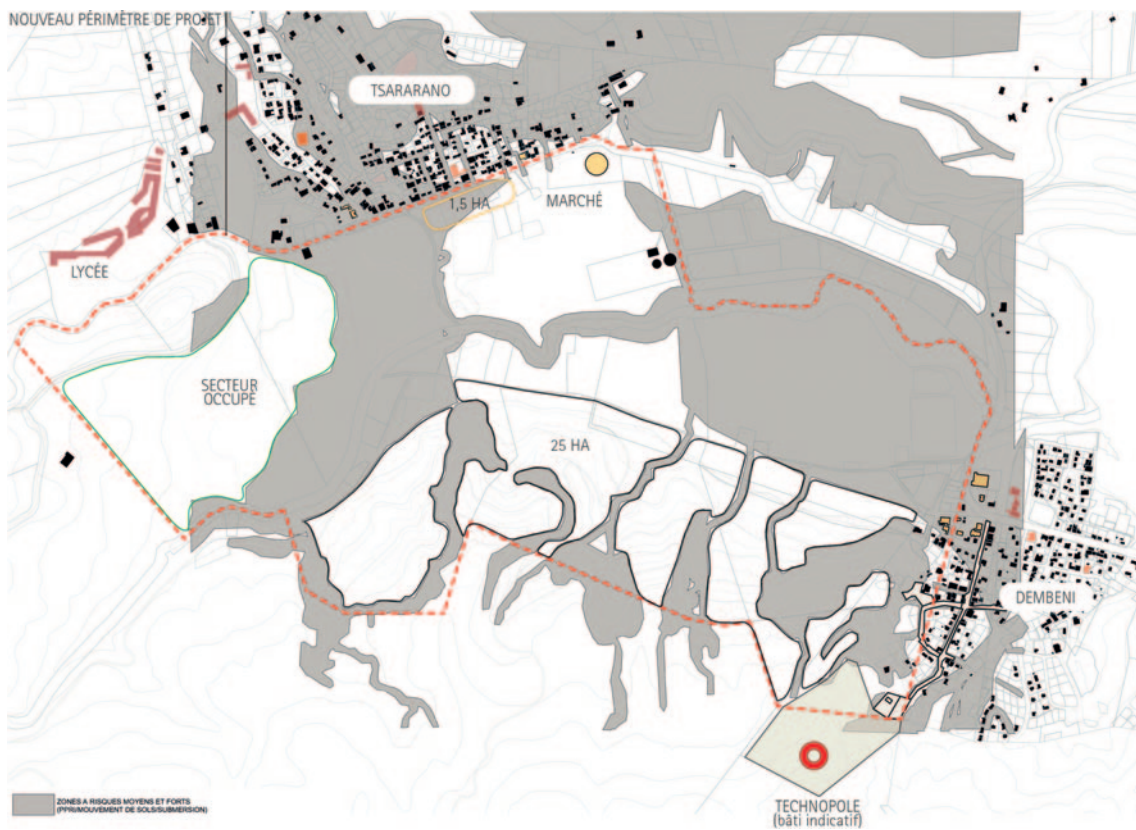 NOUVEAU PÉRIMÈTRE DE PROJET
TSARARANO
1,5 HA
MARCHÉ
LYCÉE
SECTEUR
OCCUPÉ
25 HA
DEMBENI
ZONES A RISQUES MOYENS ET FORTS
(PPRI/MOUVEMENT DE SOLS/SUBMERSION)
TECHNOPOLE
(bâti indicatif)